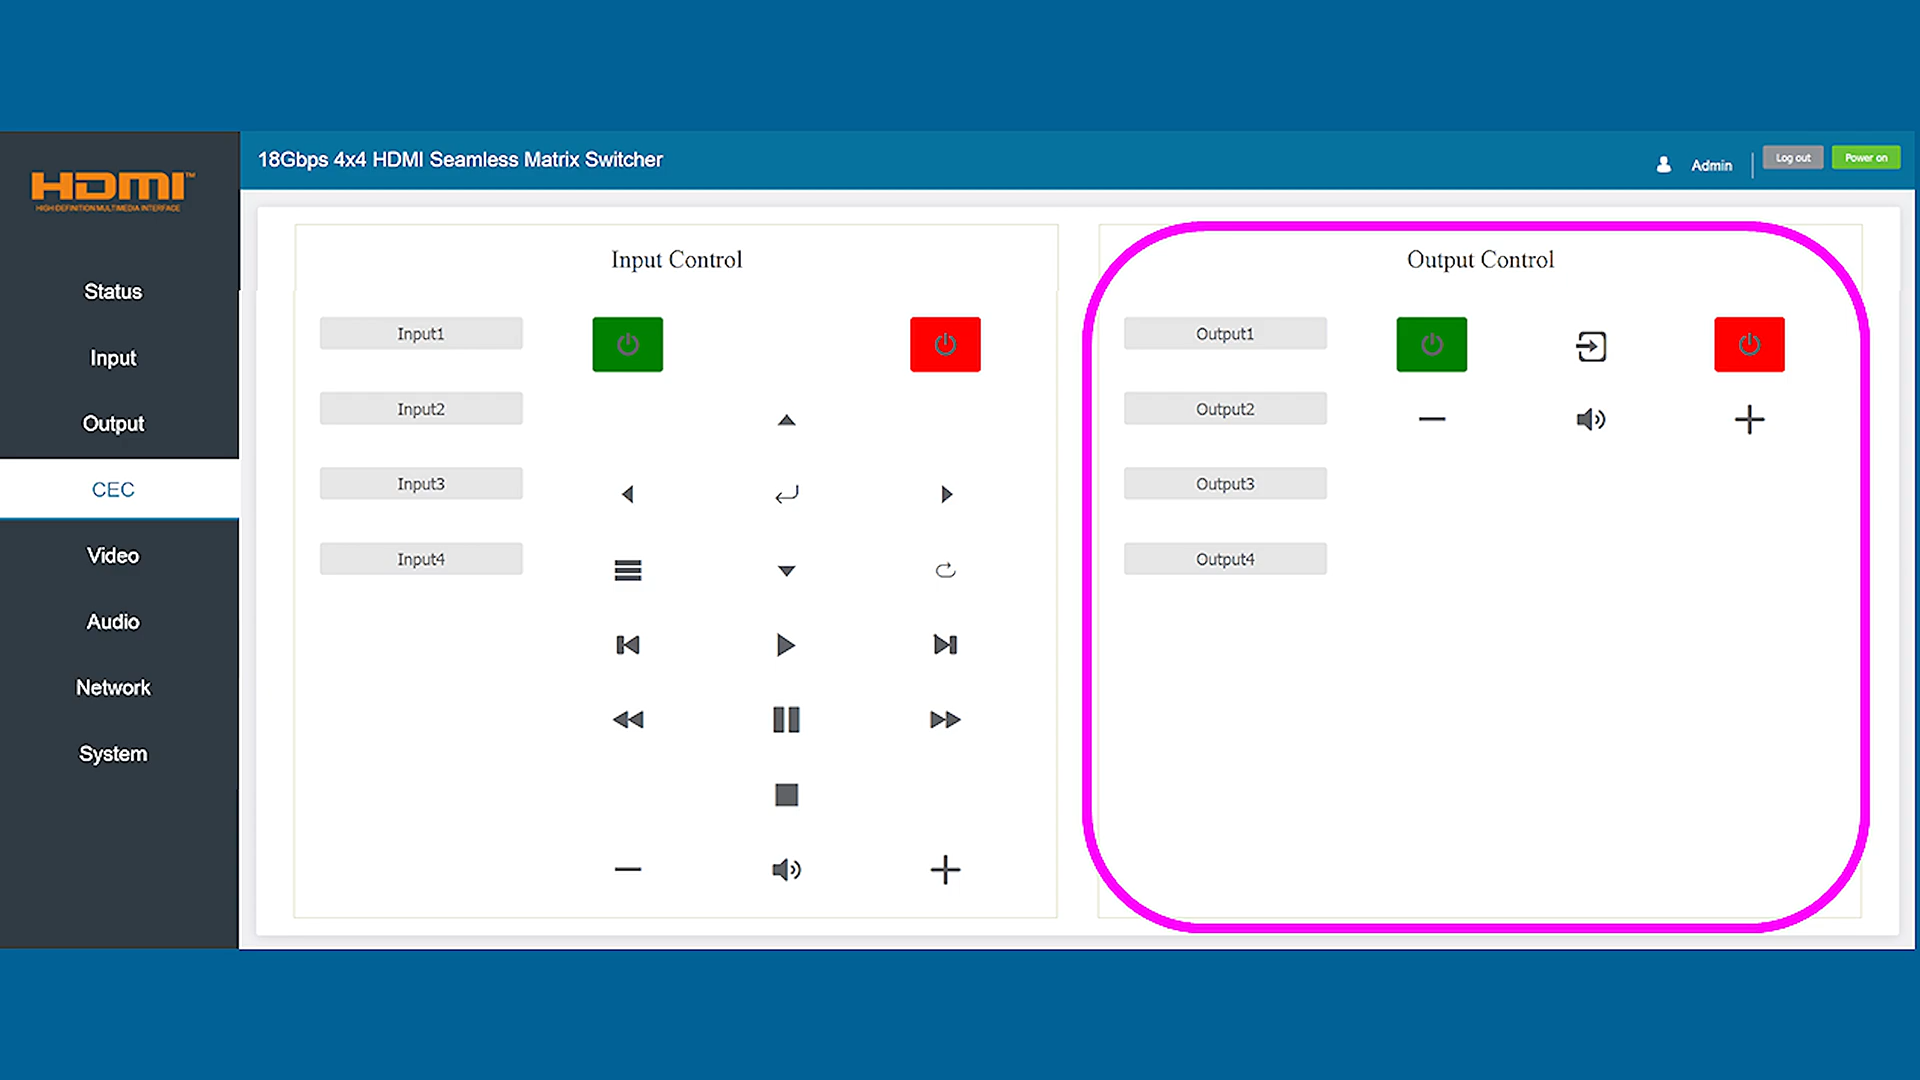 HDMI™
HIGH DEFINITION MULTIMEDIA INTERFACE
18Gbps 4x4 HDMI Seamless Matrix Switcher
Admin
Log out
Power on
Status
Input
Output
CEC
Video
Audio
Network
System
Input Control
Input1
Input2
Input3
Input4
Output Control
Output1
Output2
Output3
Output4